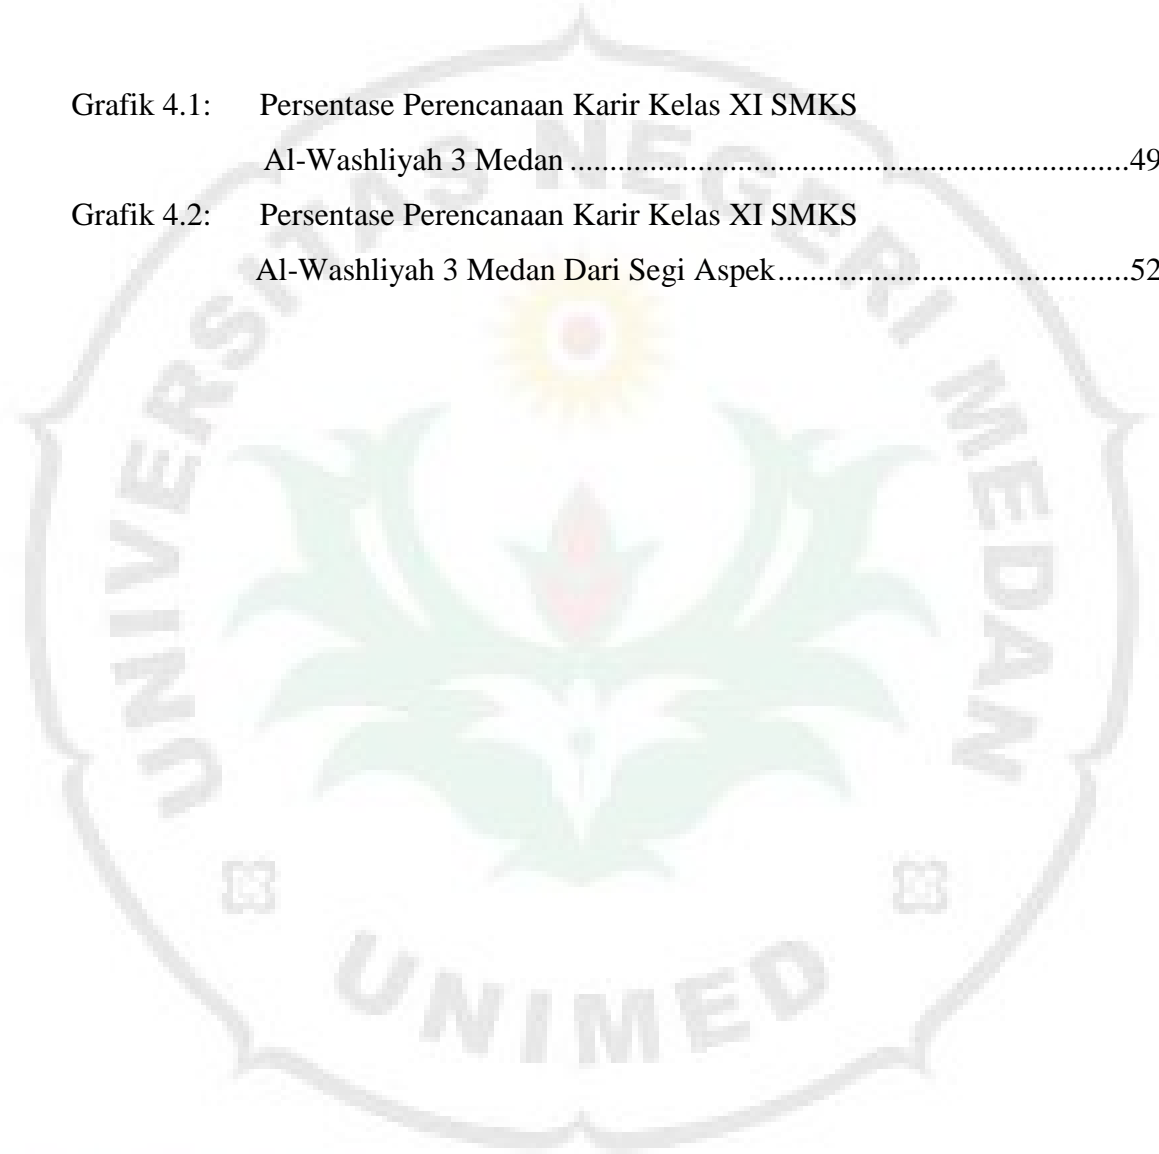 Grafik 4.1: Persentase Perencanaan Karir Kelas XI SMKS
Al-Washliyah 3 Medan ......................................................................49
Grafik 4.2: Persentase Perencanaan Karir Kelas XI SMKS
Al-Washliyah 3 Medan Dari Segi Aspek............................................52
UNIVERSITAS NEGERI MEDAN
UNIMED